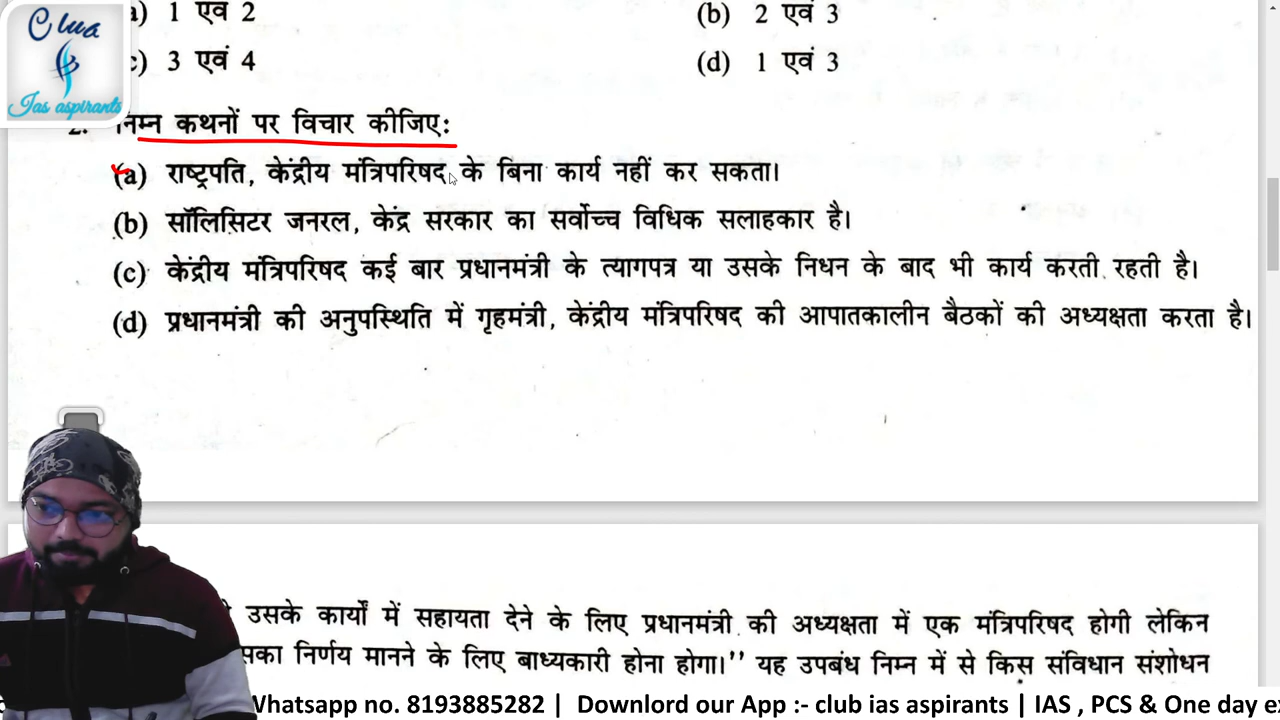 Clua
Ias aspirants
a) 1 एवं 2 (b) 2 एवं 3
c) 3 एवं 4 (d) 1 एवं 3
2. निम्न कथनों पर विचार कीजिए:
(a) राष्ट्रपति, केंद्रीय मंत्रिपरिषद के बिना कार्य नहीं कर सकता।
(b) सॉलिसिटर जनरल, केंद्र सरकार का सर्वोच्च विधिक सलाहकार है।
(c) केंद्रीय मंत्रिपरिषद कई बार प्रधानमंत्री के त्यागपत्र या उसके निधन के बाद भी कार्य करती रहती है।
(d) प्रधानमंत्री की अनुपस्थिति में गृहमंत्री, केंद्रीय मंत्रिपरिषद की आपातकालीन बैठकों की अध्यक्षता करता है।
उसके कार्यों में सहायता देने के लिए प्रधानमंत्री की अध्यक्षता में एक मंत्रिपरिषद होगी लेकिन
निर्णय मानने के लिए बाध्यकारी होना होगा।'' यह उपबंध निम्न में से किस संविधान संशोधन
Whatsapp no. 8193885282 | Downlord our App :- club ias aspirants | IAS , PCS & One day